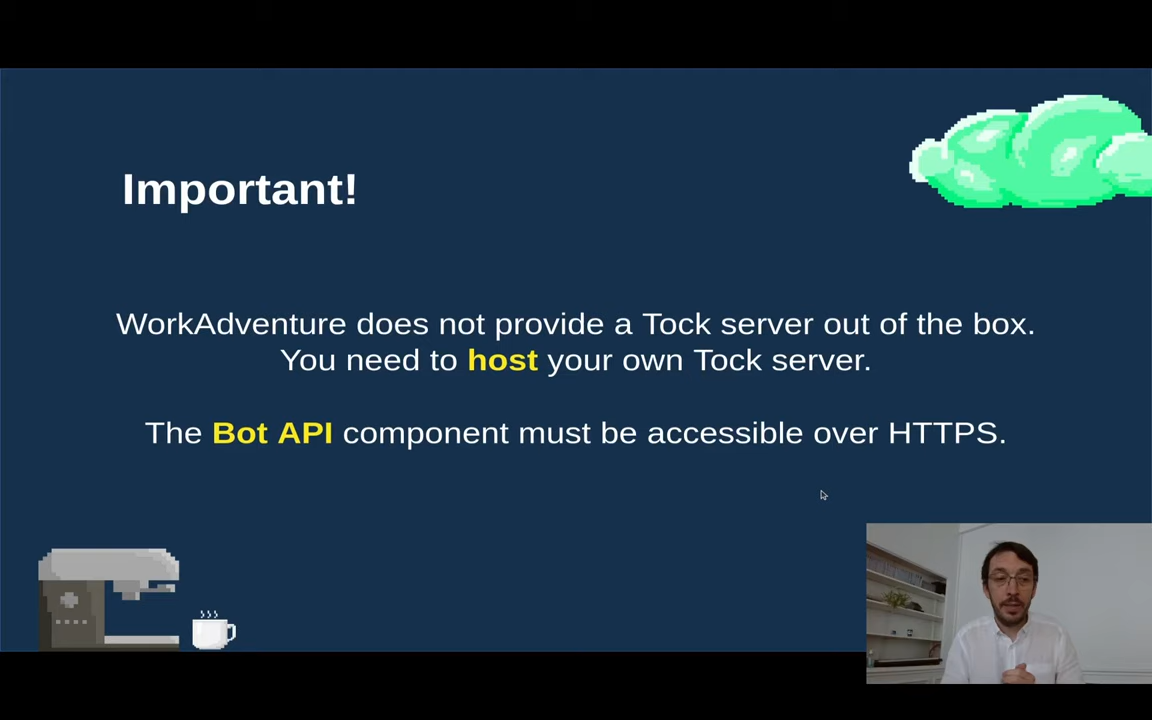 Important!
WorkAdventure does not provide a Tock server out of the box.
You need to host your own Tock server.
The Bot API component must be accessible over HTTPS.